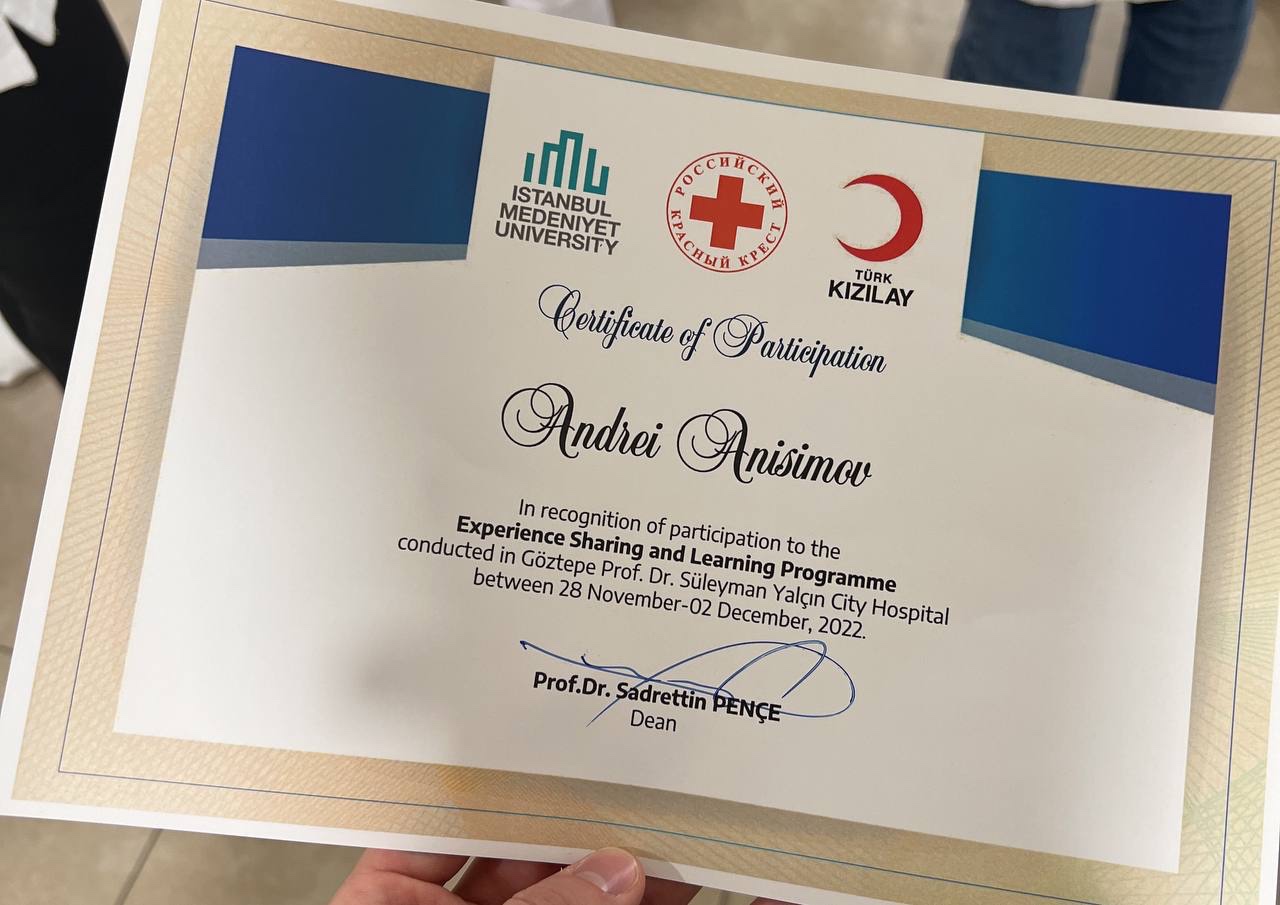 ISTANBUL
MEDENIYET
UNIVERSITY
РОССИЙСКИЙ
КРАСНЫЙ КРЕСТ
TÜRK
KIZILAY
Certificate of Participation
Andrei Anisimov
In recognition of participation to the
Experience Sharing and Learning Programme
conducted in Göztepe Prof. Dr. Süleyman Yalçın City Hospital
between 28 November-02 December, 2022.
Prof.Dr. Sadrettin PENÇE
Dean